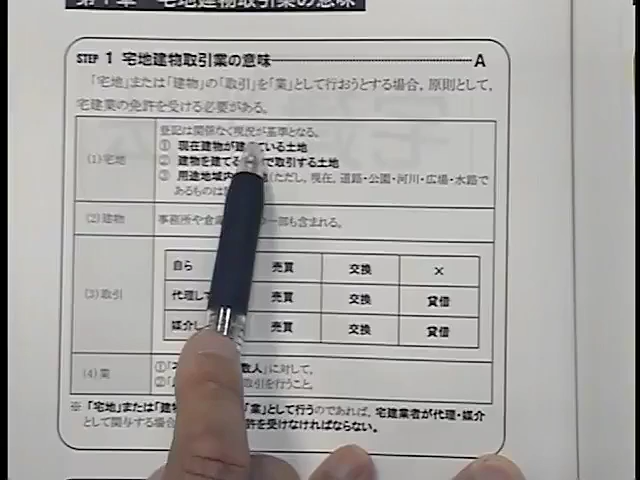 第1章 宅地建物取引業の意味
STEP 1 宅地建物取引業の意味 A
「宅地」または「建物」の「取引」を「業」として行おうとする場合、原則として、
宅建業の免許を受ける必要がある。
(1)宅地
登記は関係なく現況が基準となる。
① 現在建物が建 いる土地
② 建物を建てる で取引する土地
③ 用途地域内 (ただし、現在、道路・公園・河川・広場・水路で
あるものは
(2)建物
事務所や倉庫 一部も含まれる。
(3)取引
自ら 売買 交換 ×
代理し 売買 交換 貸借
媒介し 売買 交換 貸借
(4)業
①「 数人」に対して、
②「 取引を行うこと。
※「宅地」または「建物 「業」として行うのであれば、宅建業者が代理・媒介
として関与する場合 許を受けなければならない。